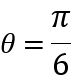 θ = π/6